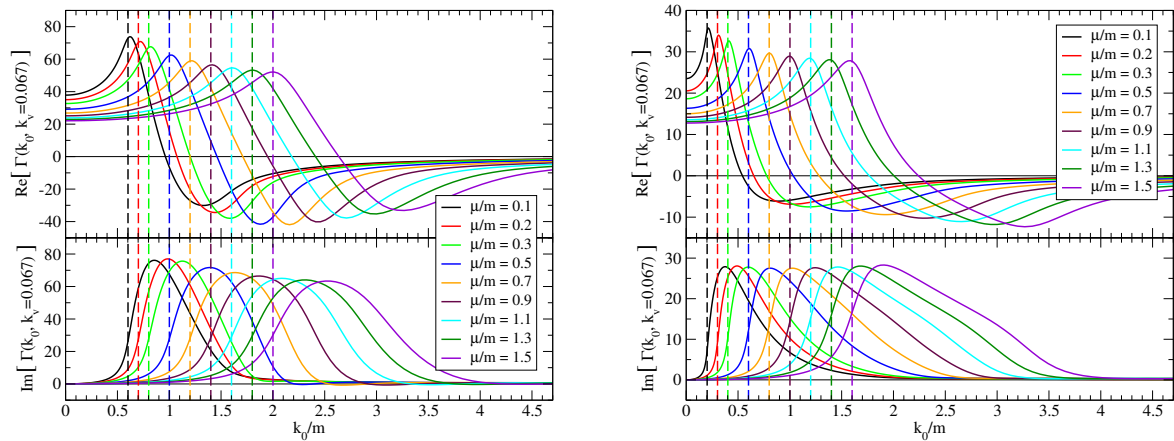 Re[ Γ(k₀, kᵥ=0.067) ]
80
60
40
20
0
-20
-40
Im[ Γ(k₀, kᵥ=0.067) ]
80
60
40
20
0
0 0.5 1 1.5 2 2.5 3 3.5 4 4.5
k₀/m
μ/m = 0.1
μ/m = 0.2
μ/m = 0.3
μ/m = 0.5
μ/m = 0.7
μ/m = 0.9
μ/m = 1.1
μ/m = 1.3
μ/m = 1.5
Re[ Γ(k₀, kᵥ=0.067) ]
40
30
20
10
0
-10
Im[ Γ(k₀, kᵥ=0.067) ]
30
20
10
0
0 0.5 1 1.5 2 2.5 3 3.5 4 4.5
k₀/m
μ/m = 0.1
μ/m = 0.2
μ/m = 0.3
μ/m = 0.5
μ/m = 0.7
μ/m = 0.9
μ/m = 1.1
μ/m = 1.3
μ/m = 1.5